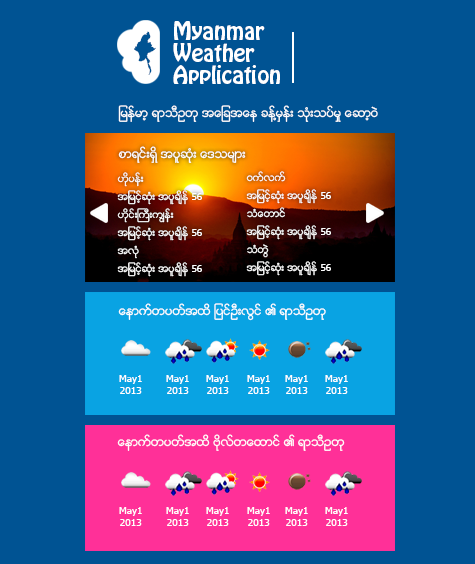 Myanmar
Weather
Application
မြန်မာ့ ရာသီဥတု အခြေအနေ ခန့်မှန်း သုံးသပ်မှု ဆော့ဝဲ
စာရင်းရှိ အပူဆုံး ဒေသများ
ဟိုပန်း
အမြင့်ဆုံး အပူချိန် 56
ဟိုင်းကြီးကျွန်း
အမြင့်ဆုံး အပူချိန် 56
အလုံ
အမြင့်ဆုံး အပူချိန် 56
ဝက်လက်
အမြင့်ဆုံး အပူချိန် 56
သံတောင်
အမြင့်ဆုံး အပူချိန် 56
သံတွဲ
အမြင့်ဆုံး အပူချိန် 56
နောက်တပတ်အထိ ပြင်ဦးလွင် ၏ ရာသီဥတု
May1 May1 May1 May1 May1 May1
2013 2013 2013 2013 2013 2013
နောက်တပတ်အထိ ဗိုလ်တထောင် ၏ ရာသီဥတု
May1 May1 May1 May1 May1 May1
2013 2013 2013 2013 2013 2013